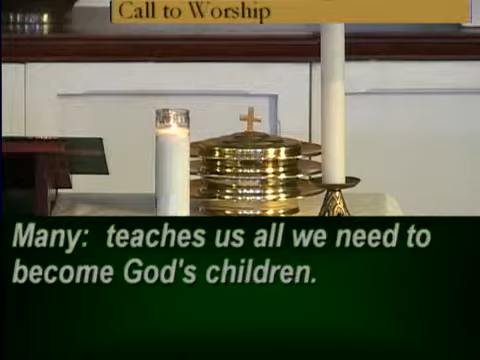 Call to Worship
Many: teaches us all we need to
become God's children.